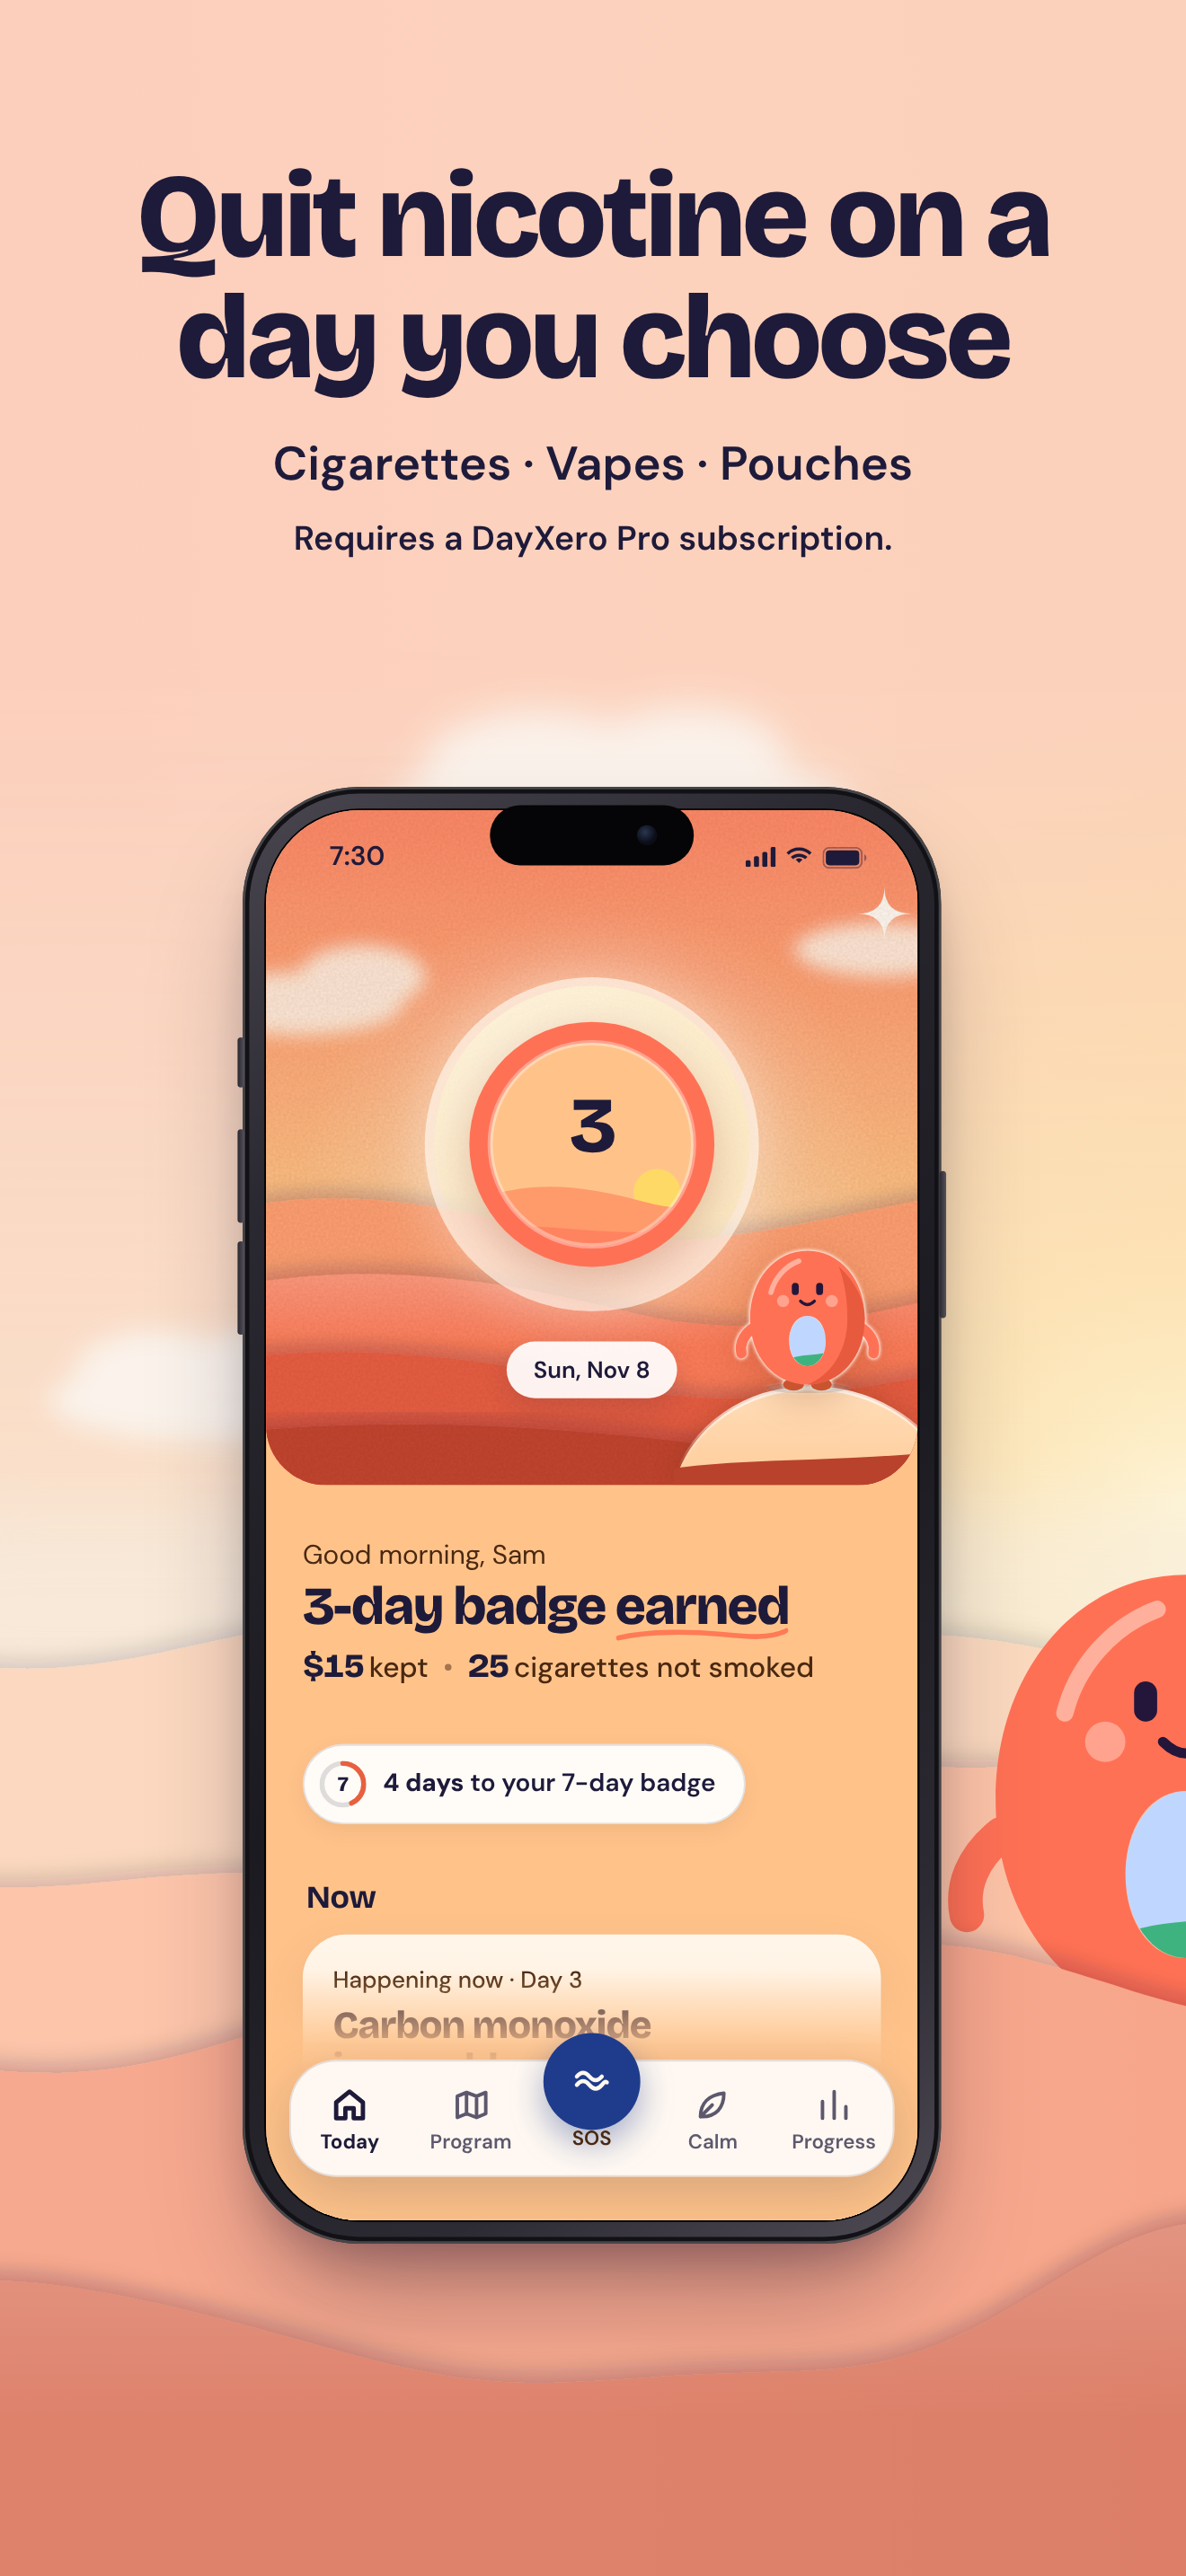 Quit nicotine on a
day you choose
Cigarettes · Vapes · Pouches
Requires a DayXero Pro subscription.
7:30
3
Sun, Nov 8
Good morning, Sam
3-day badge earned
$15 kept • 25 cigarettes not smoked
7 4 days to your 7-day badge
Now
Happening now · Day 3
Carbon monoxide
Today Program SOS Calm Progress